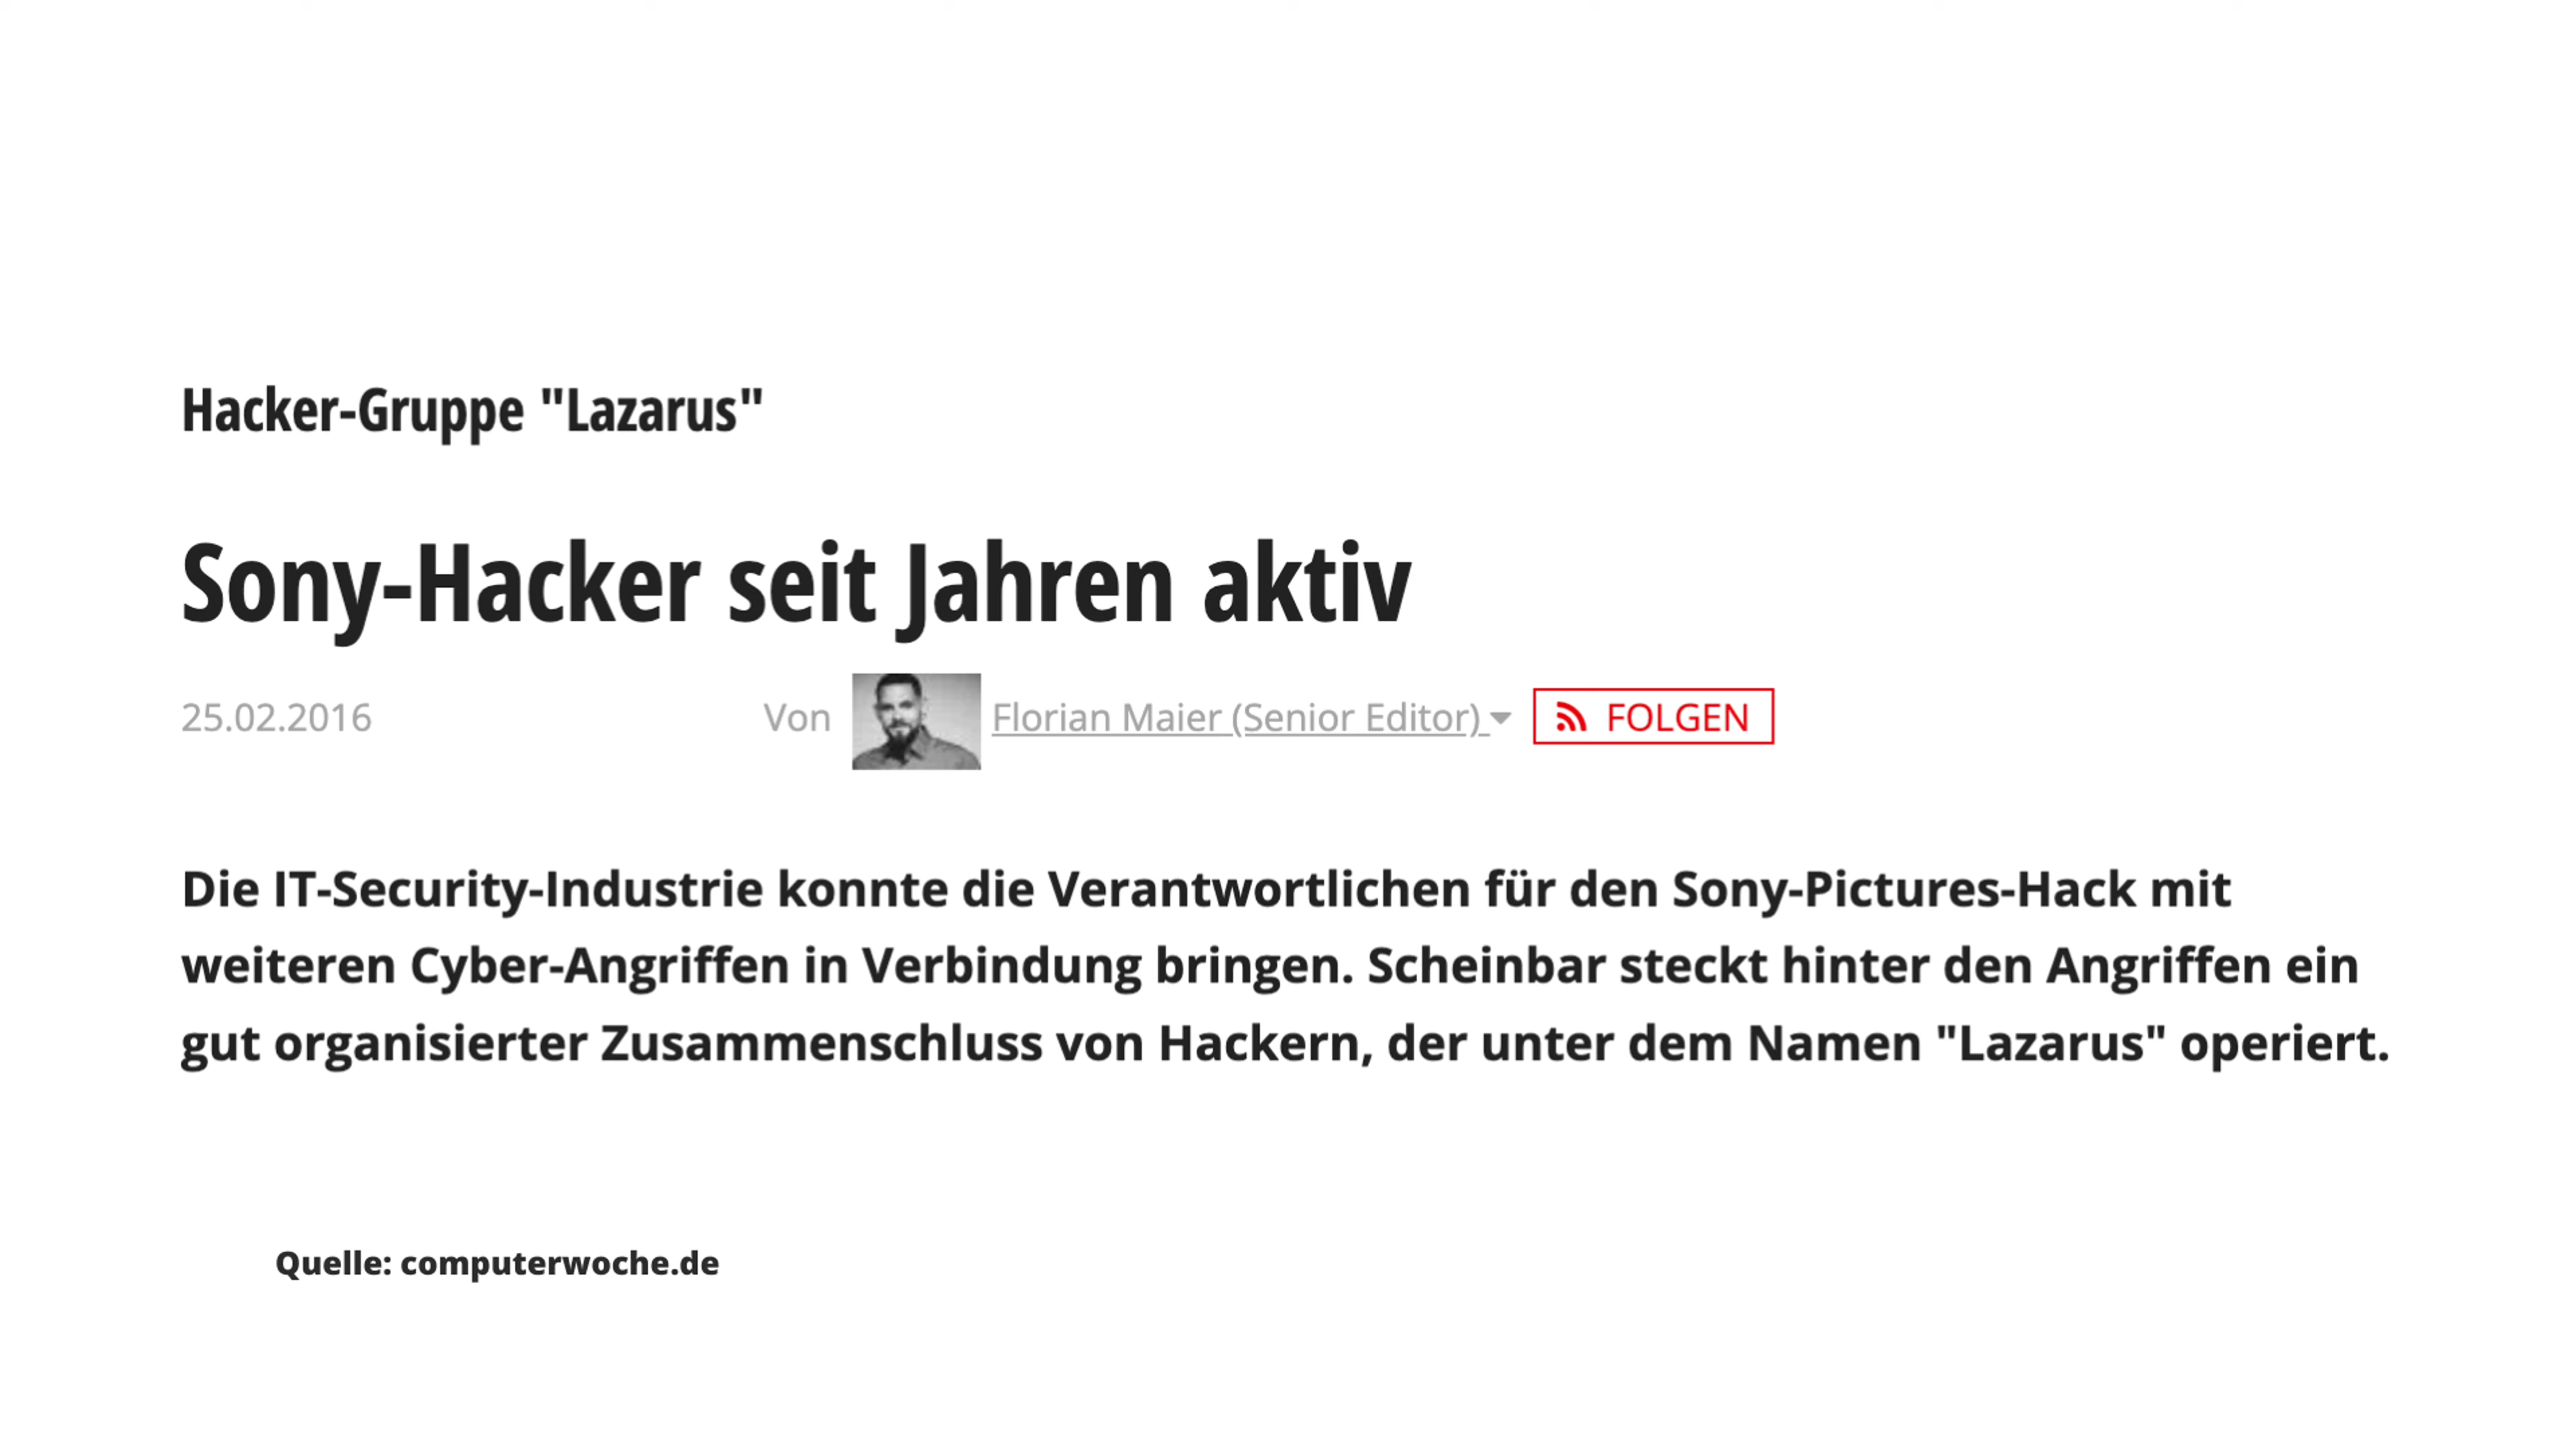 Hacker-Gruppe "Lazarus"
Sony-Hacker seit Jahren aktiv
25.02.2016 Von Florian Maier (Senior Editor) FOLGEN
Die IT-Security-Industrie konnte die Verantwortlichen für den Sony-Pictures-Hack mit
weiteren Cyber-Angriffen in Verbindung bringen. Scheinbar steckt hinter den Angriffen ein
gut organisierter Zusammenschluss von Hackern, der unter dem Namen "Lazarus" operiert.
Quelle: computerwoche.de